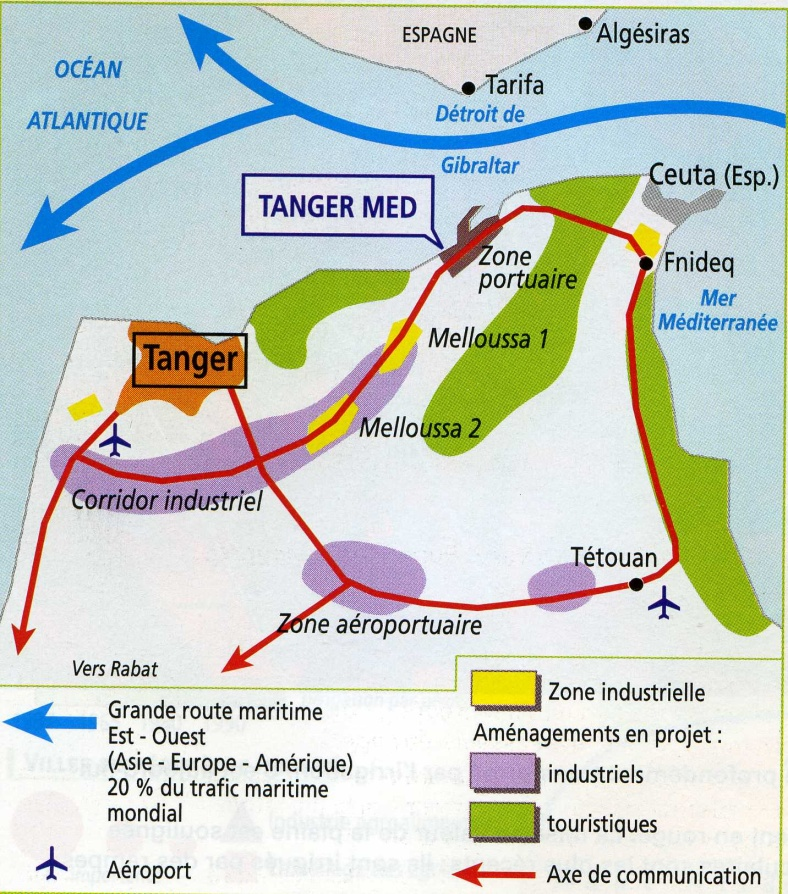 ESPAGNE
Algésiras
OCÉAN
ATLANTIQUE
Tarifa
Détroit de
Gibraltar
Ceuta (Esp.)
TANGER MED
Zone
portuaire
Fnideq
Mer
Méditerranée
Melloussa 1
Tanger
Melloussa 2
Corridor industriel
Tétouan
Zone aéroportuaire
Vers Rabat
Grande route maritime
Est - Ouest
(Asie - Europe - Amérique)
20 % du trafic maritime
mondial
Aéroport
Zone industrielle
Aménagements en projet :
industriels
touristiques
Axe de communication